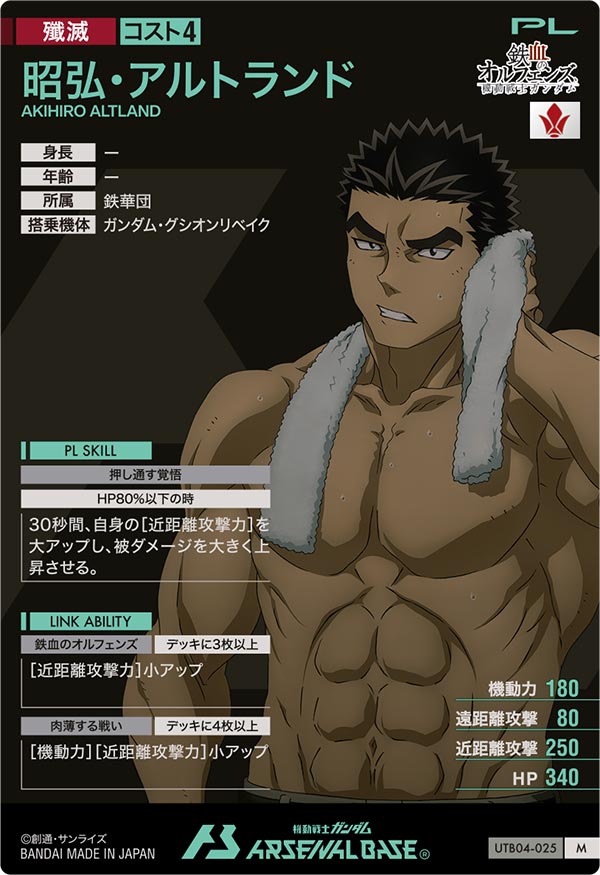 殲滅 コスト4 PL
昭弘・アルトランド
AKIHIRO ALTLAND
鉄血の
オルフェンズ
機動戦士ガンダム
身長 ー
年齢 ー
所属 鉄華団
搭乗機体 ガンダム・グシオンリベイク
PL SKILL
押し通す覚悟
HP80%以下の時
30秒間、自身の[近距離攻撃力]を
大アップし、被ダメージを大きく上
昇させる。
LINK ABILITY
鉄血のオルフェンズ デッキに3枚以上
[近距離攻撃力]小アップ
肉薄する戦い デッキに4枚以上
[機動力][近距離攻撃力]小アップ
機動力 180
遠距離攻撃 80
近距離攻撃 250
HP 340
©創通・サンライズ
BANDAI MADE IN JAPAN
機動戦士ガンダム
ARSENAL BASE®
UTB04-025 M